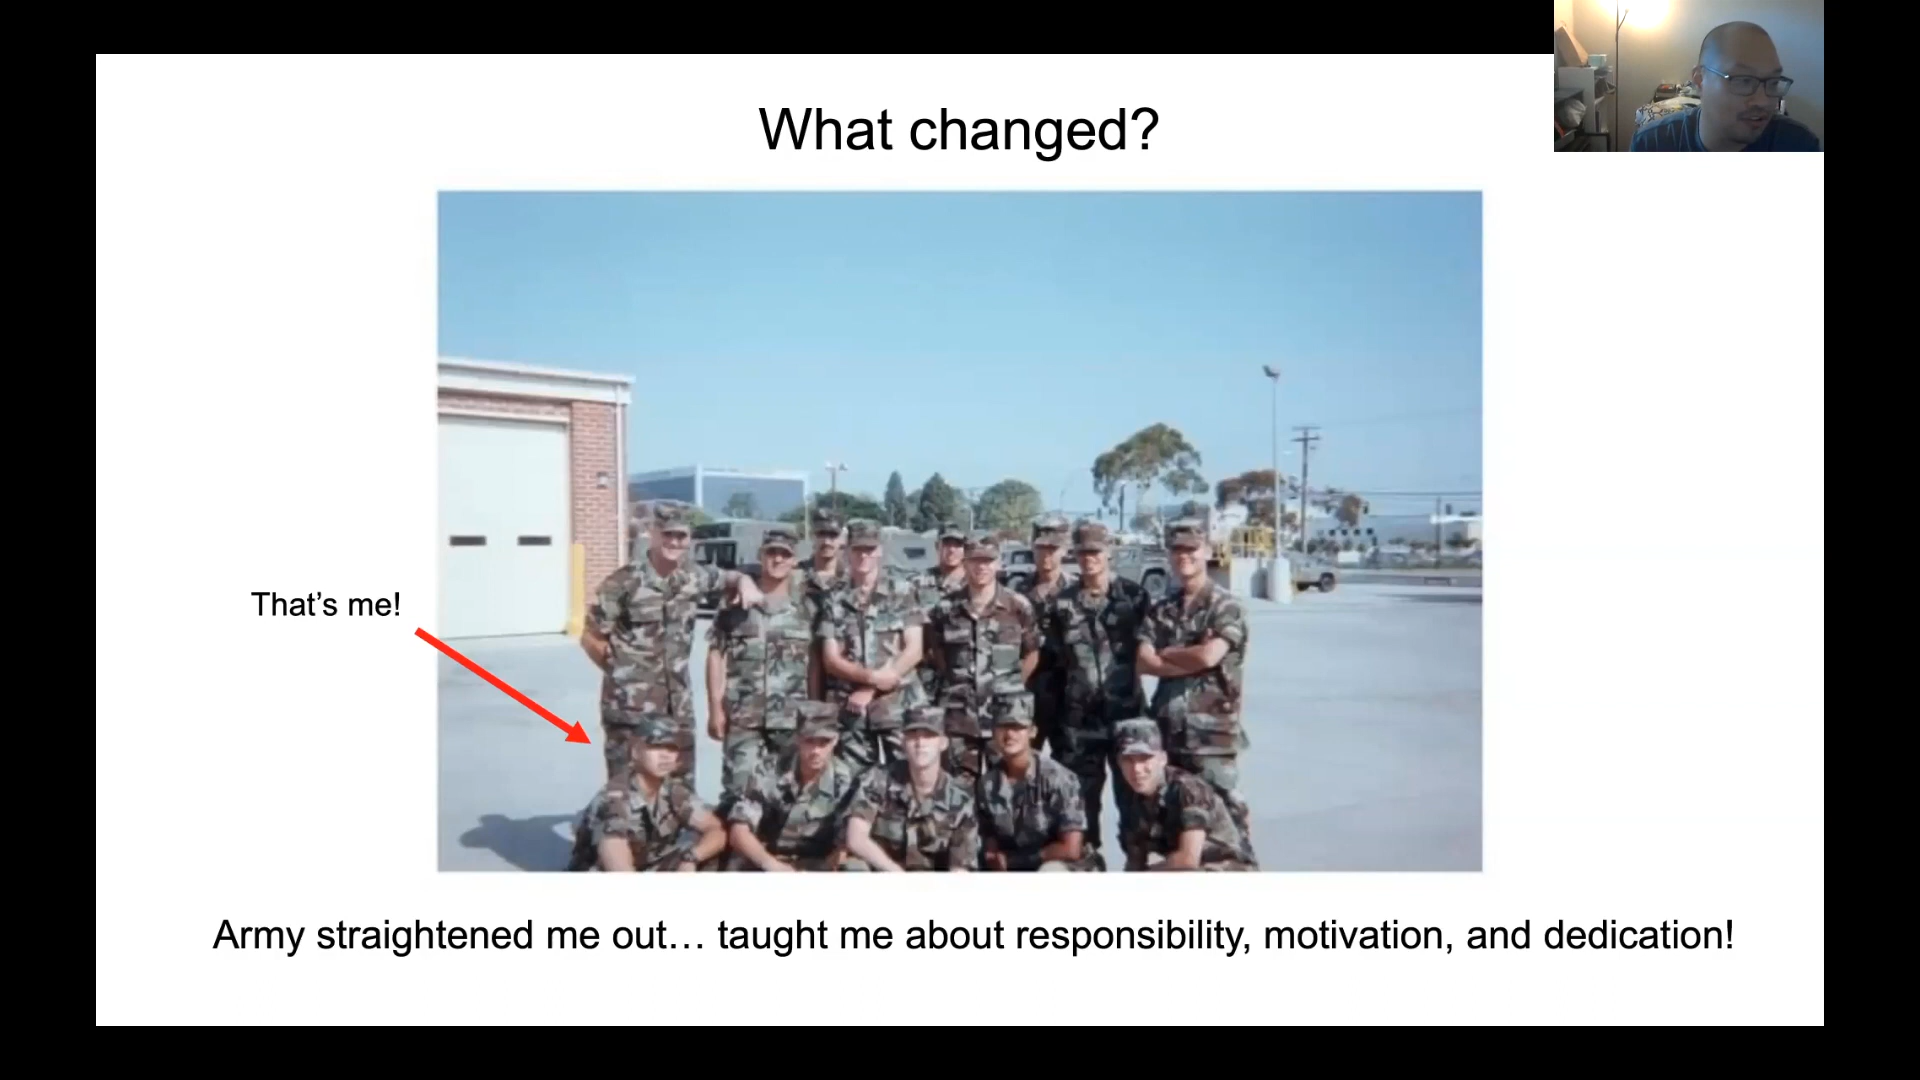 What changed?
That’s me!
Army straightened me out… taught me about responsibility, motivation, and dedication!